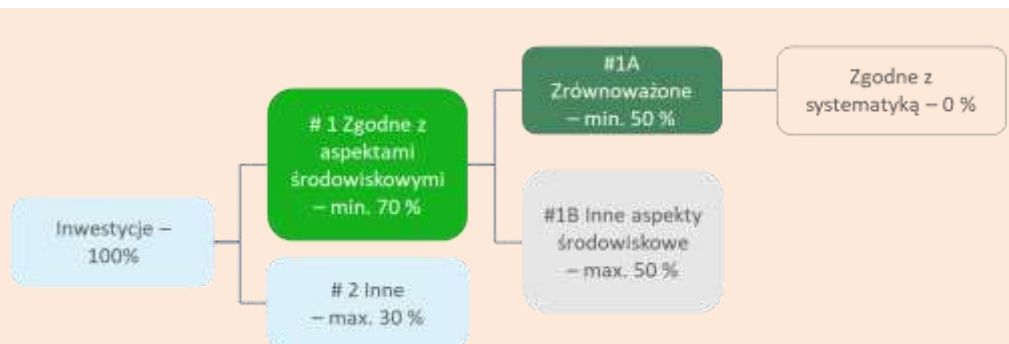 Inwestycje –
100%
# 1 Zgodne z
aspektami
środowiskowymi
– min. 70 %
# 2 Inne
– max. 30 %
#1A
Zrównoważone
– min. 50 %
#1B Inne aspekty
środowiskowe
– max. 50 %
Zgodne z
systematyką – 0 %